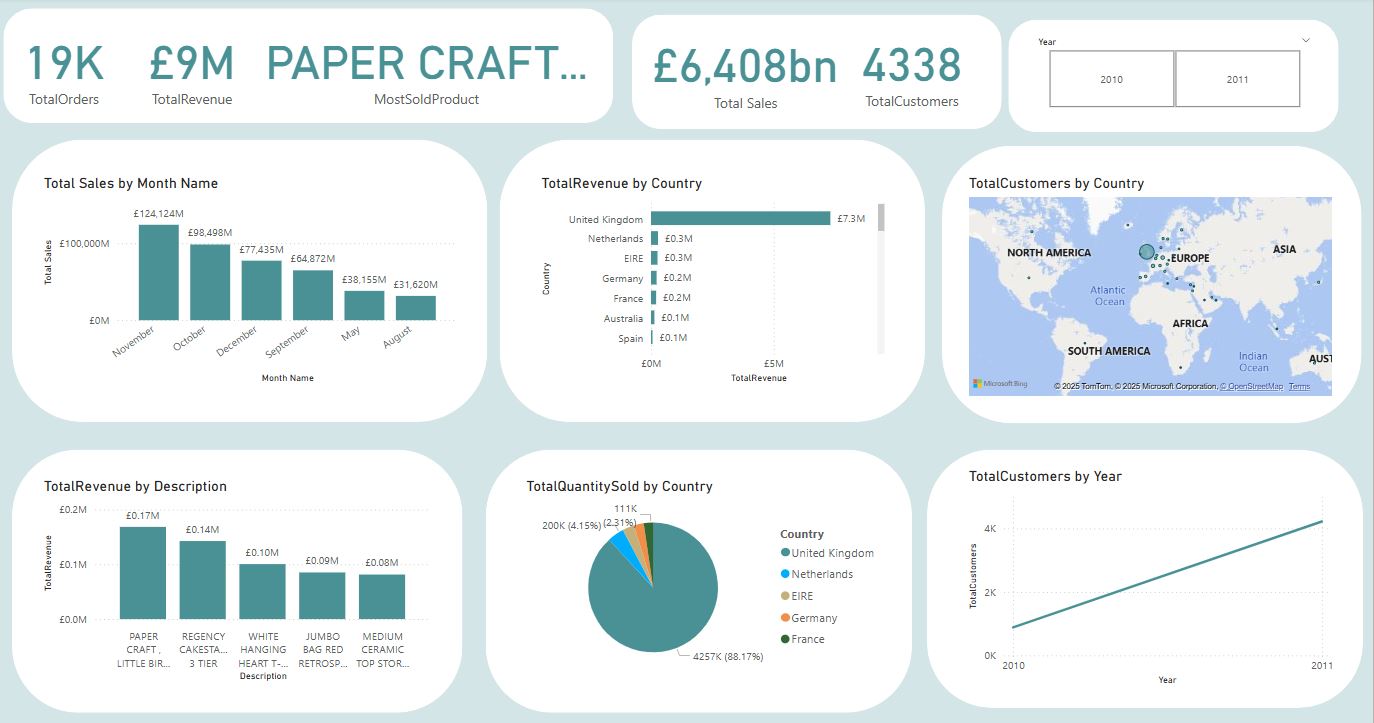 19K
TotalOrders
£9M
TotalRevenue
PAPER CRAFT...
MostSoldProduct
£6,408bn
Total Sales
4338
TotalCustomers
Year
2010
2011
Total Sales by Month Name
Total Sales
£100,000M
£0M
£124,124M
£98,498M
£77,435M
£64,872M
£38,155M
£31,620M
November
October
December
September
May
August
Month Name
TotalRevenue by Country
Country
United Kingdom
£7.3M
Netherlands
£0.3M
EIRE
£0.3M
Germany
£0.2M
France
£0.2M
Australia
£0.1M
Spain
£0.1M
£0M
£5M
TotalRevenue
TotalCustomers by Country
NORTH AMERICA
EUROPE
ASIA
Atlantic
Ocean
AFRICA
SOUTH AMERICA
Indian
Ocean
AUST
Microsoft Bing
© 2025 TomTom, © 2025 Microsoft Corporation, © OpenStreetMap Terms
TotalRevenue by Description
TotalRevenue
£0.2M
£0.1M
£0.0M
£0.17M
£0.14M
£0.10M
£0.09M
£0.08M
PAPER
CRAFT ,
LITTLE BIR...
REGENCY
CAKESTA...
3 TIER
WHITE
HANGING
HEART T-...
JUMBO
BAG RED
RETROSP...
MEDIUM
CERAMIC
TOP STOR...
Description
TotalQuantitySold by Country
111K
(2.31%)
200K (4.15%)
4257K (88.17%)
Country
United Kingdom
Netherlands
EIRE
Germany
France
TotalCustomers by Year
TotalCustomers
4K
2K
0K
2010
2011
Year